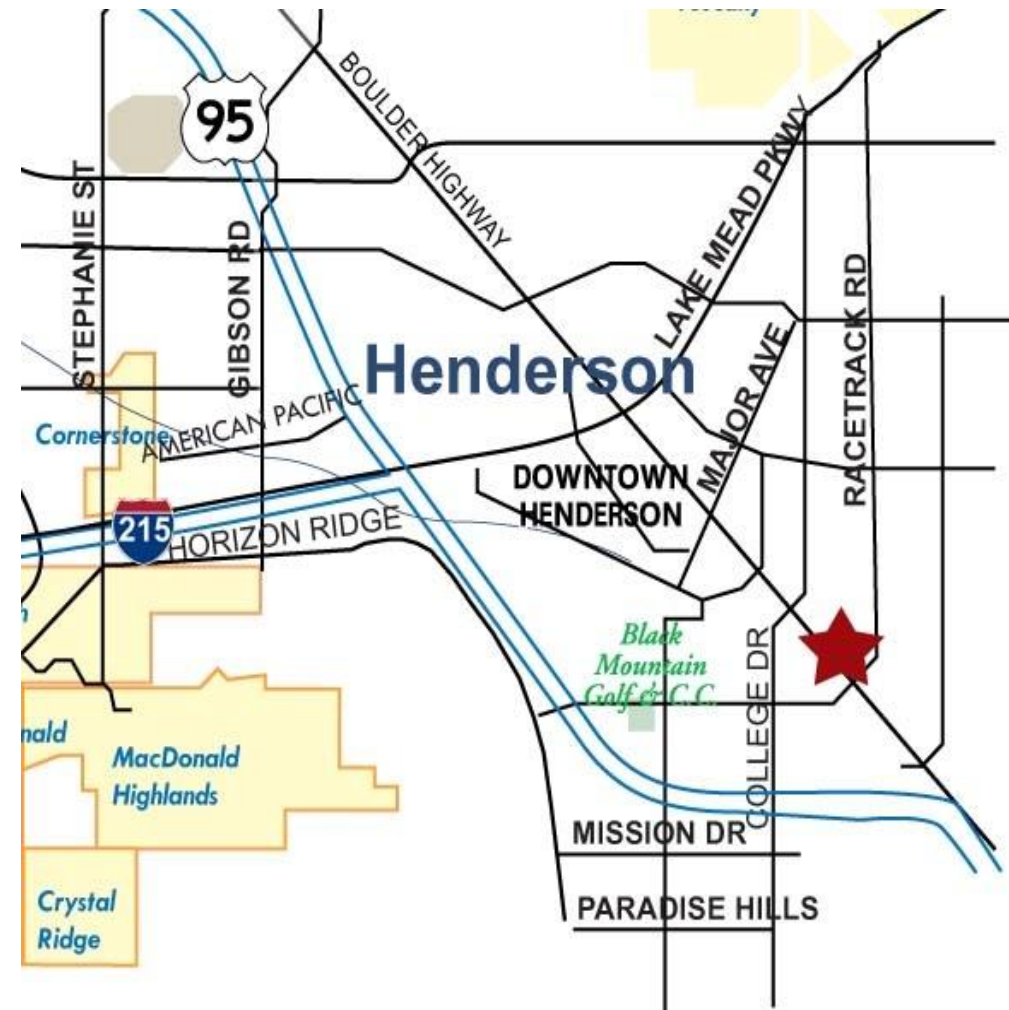 95
BOULDER HIGHWAY
STEPHANIE ST
GIBSON RD
LAKE MEAD PKWY
RACETRACK RD
MAJOR AVE
Henderson
AMERICAN PACIFIC
Cornerstone
DOWNTOWN
HENDERSON
215
HORIZON RIDGE
Black
Mountain
Golf & C.C.
COLLEGE DR
nald
MacDonald
Highlands
MISSION DR
Crystal
Ridge
PARADISE HILLS